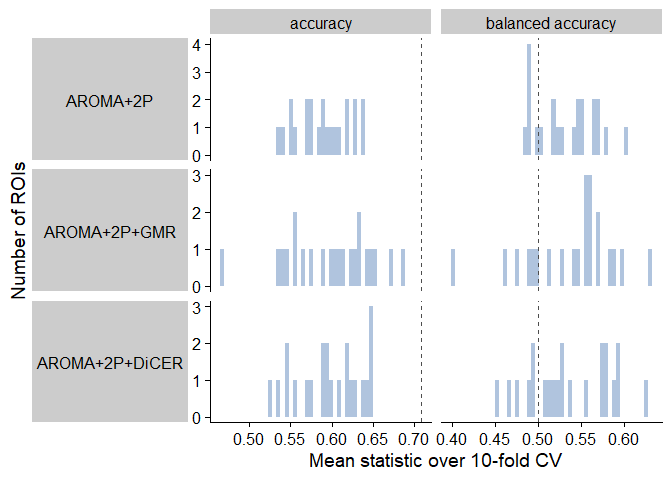 accuracy balanced accuracy
AROMA+2P
4
3
2
1
0
AROMA+2P+GMR
3
2
1
0
AROMA+2P+DiCER
3
2
1
0
Number of ROIs
0.50 0.55 0.60 0.65 0.70 0.40 0.45 0.50 0.55 0.60
Mean statistic over 10-fold CV